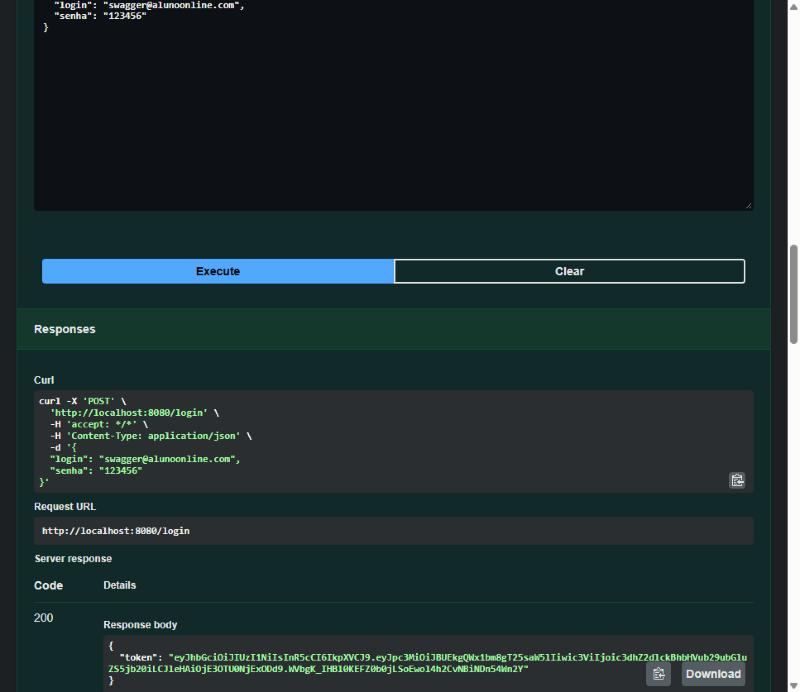 "login": "swagger@alunoonline.com",
"senha": "123456"
}
Execute
Clear
Responses
Curl
curl -X 'POST' \
'http://localhost:8080/login' \
-H 'accept: */*' \
-H 'Content-Type: application/json' \
-d '{
"login": "swagger@alunoonline.com",
"senha": "123456"
}'
Request URL
http://localhost:8080/login
Server response
Code
Details
200
Response body
{
"token":
}
Download